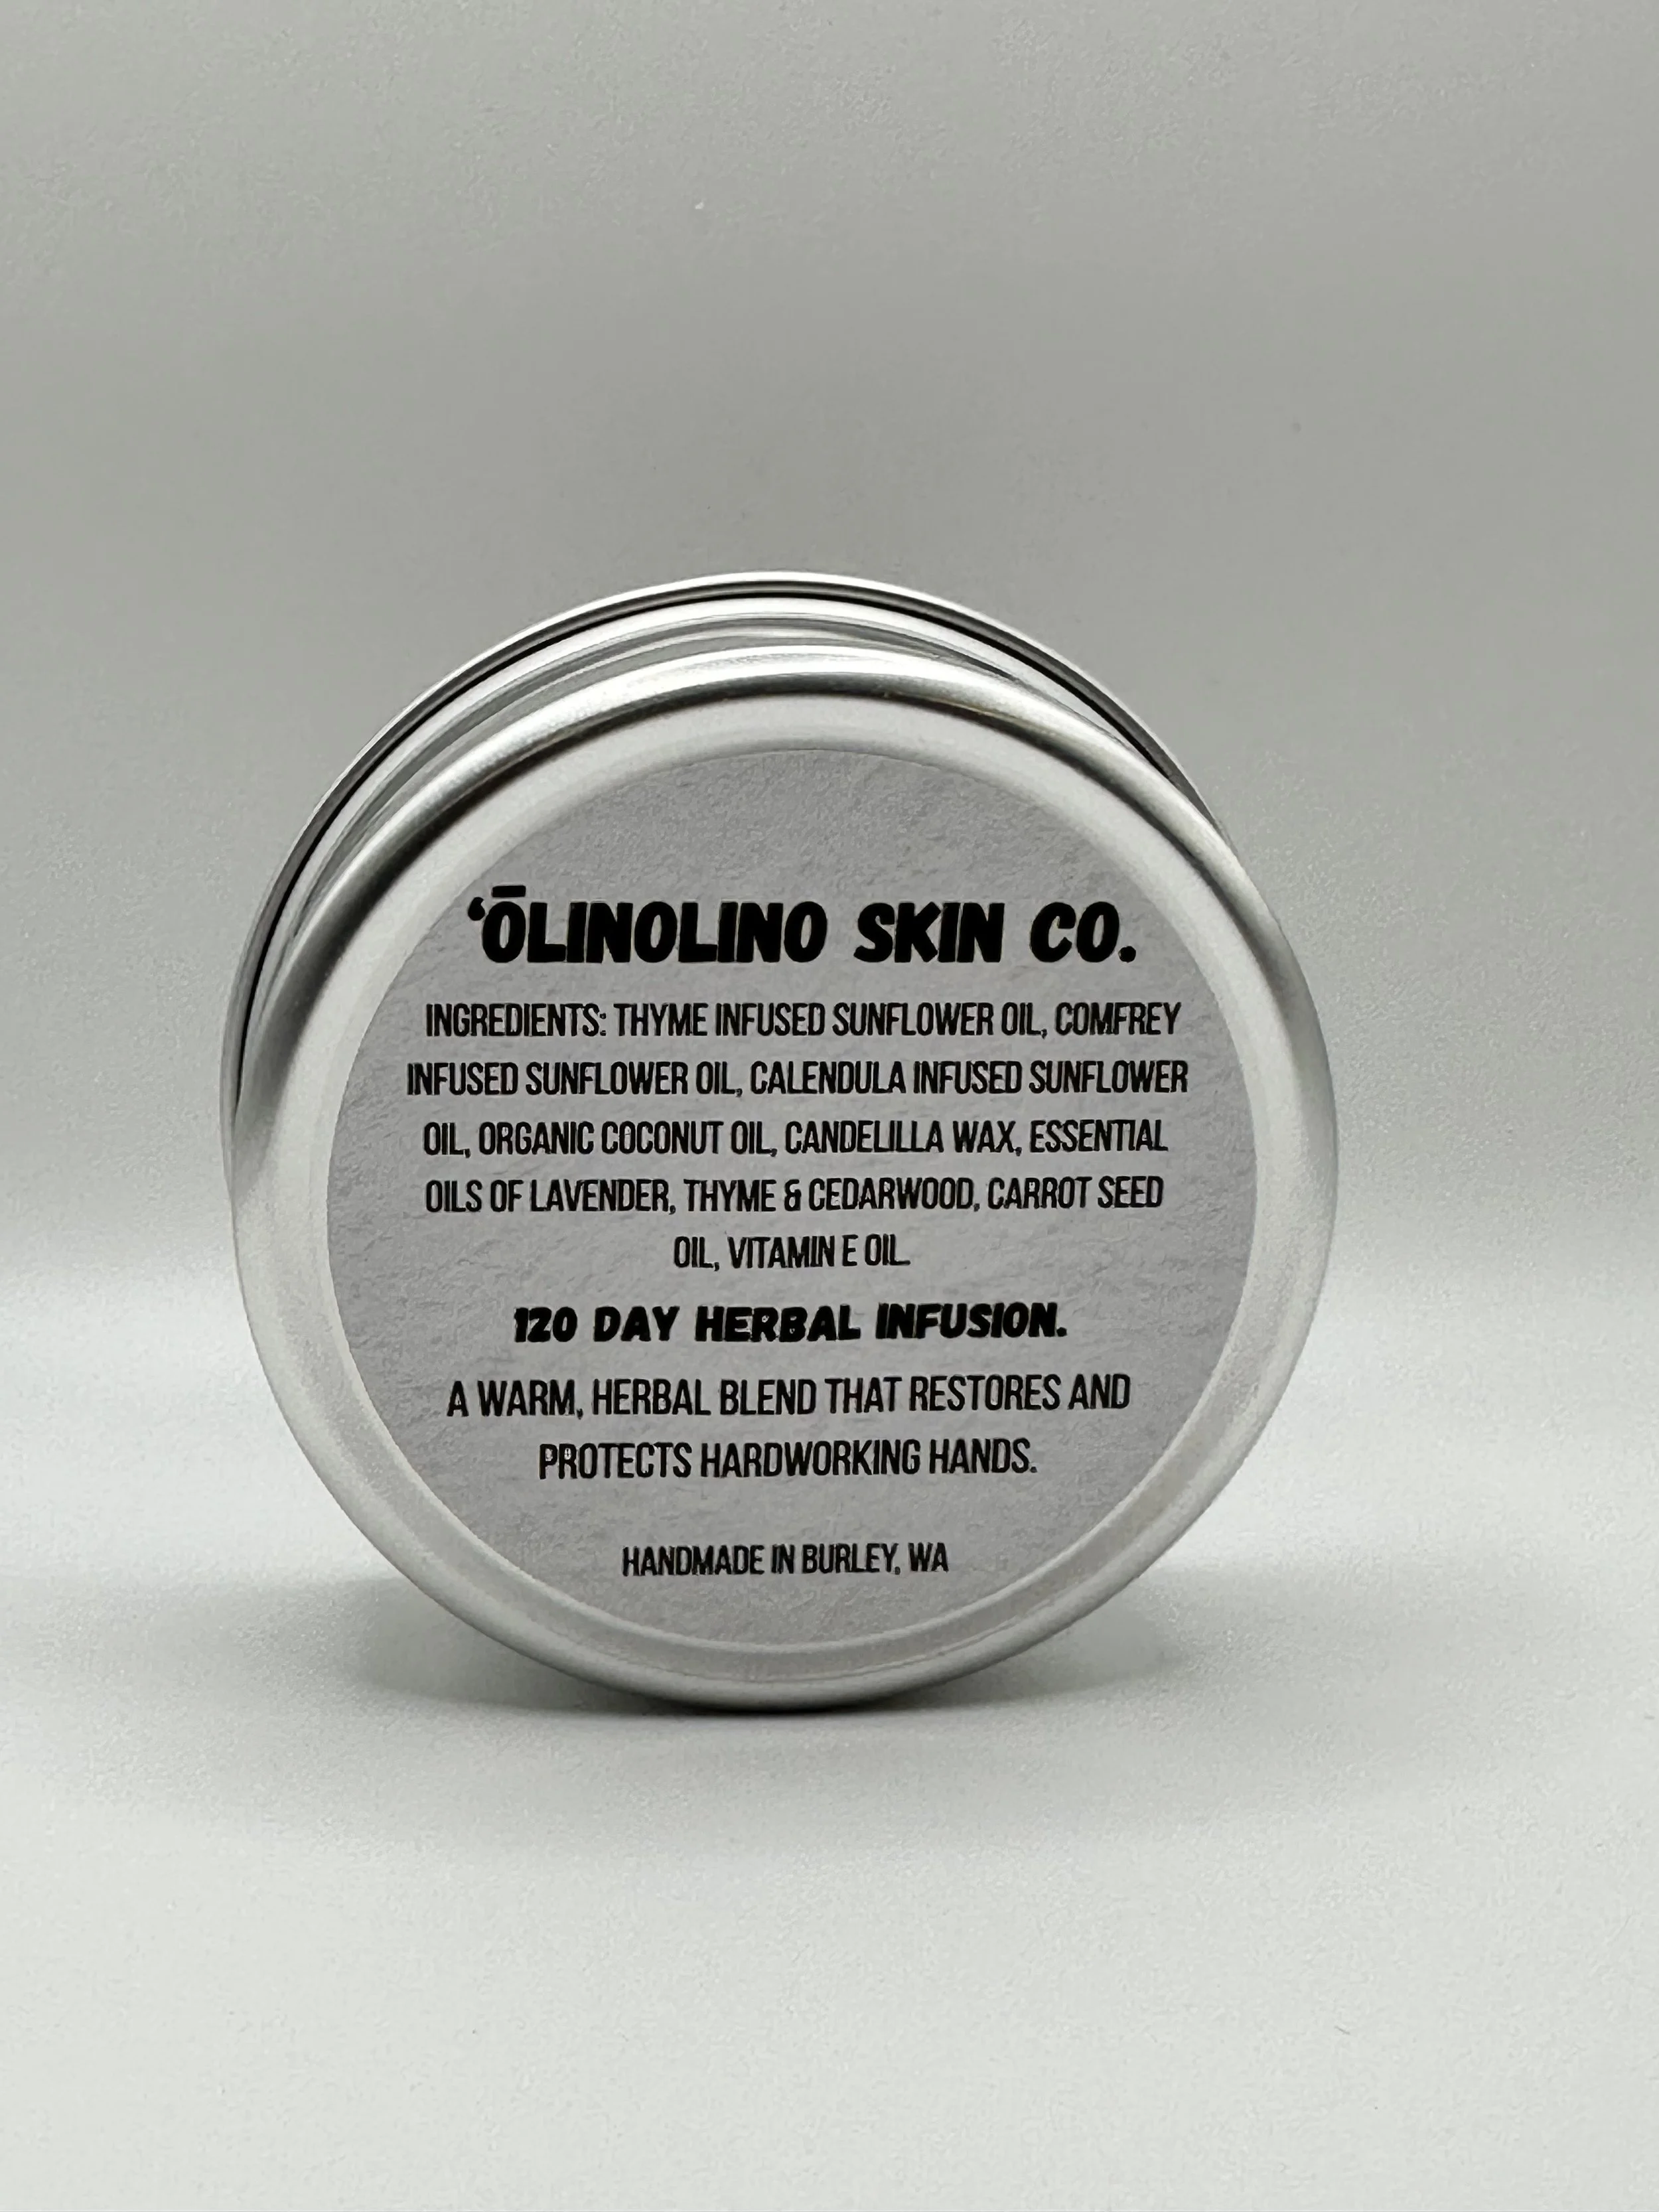 ʻŌLINOLINO SKIN CO.
INGREDIENTS: THYME INFUSED SUNFLOWER OIL, COMFREY
INFUSED SUNFLOWER OIL, CALENDULA INFUSED SUNFLOWER
OIL, ORGANIC COCONUT OIL, CANDELILLA WAX, ESSENTIAL
OILS OF LAVENDER, THYME & CEDARWOOD, CARROT SEED
OIL, VITAMIN E OIL.
120 DAY HERBAL INFUSION.
A WARM, HERBAL BLEND THAT RESTORES AND
PROTECTS HARDWORKING HANDS.
HANDMADE IN BURLEY, WA